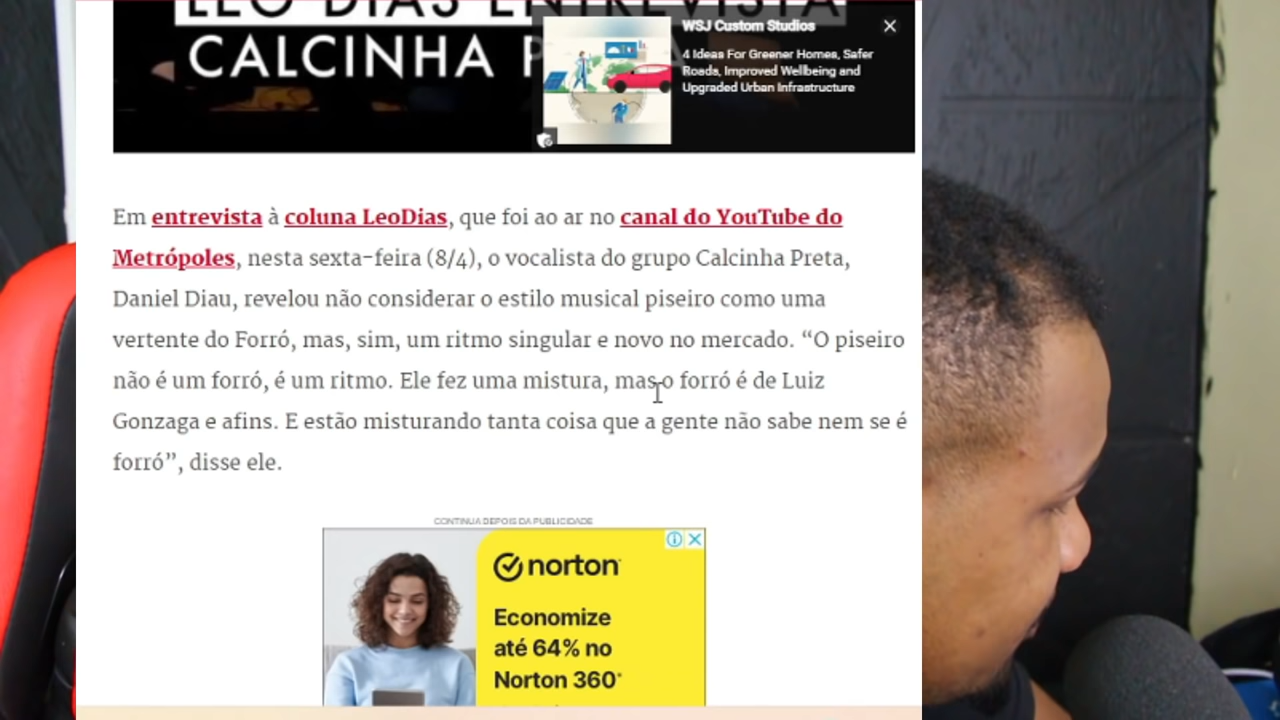 LEO DIAS ENTREVISTA
CALCINHA P
WSJ Custom Studios
4 Ideas For Greener Homes, Safer
Roads, Improved Wellbeing and
Upgraded Urban Infrastructure
Em entrevista à coluna LeoDias, que foi ao ar no canal do YouTube do
Metrópoles, nesta sexta-feira (8/4), o vocalista do grupo Calcinha Preta,
Daniel Diau, revelou não considerar o estilo musical piseiro como uma
vertente do Forró, mas, sim, um ritmo singular e novo no mercado. “O piseiro
não é um forró, é um ritmo. Ele fez uma mistura, mas o forró é de Luiz
Gonzaga e afins. E estão misturando tanta coisa que a gente não sabe nem se é
forró”, disse ele.
CONTINUA DEPOIS DA PUBLICIDADE
norton
Economize
até 64% no
Norton 360*